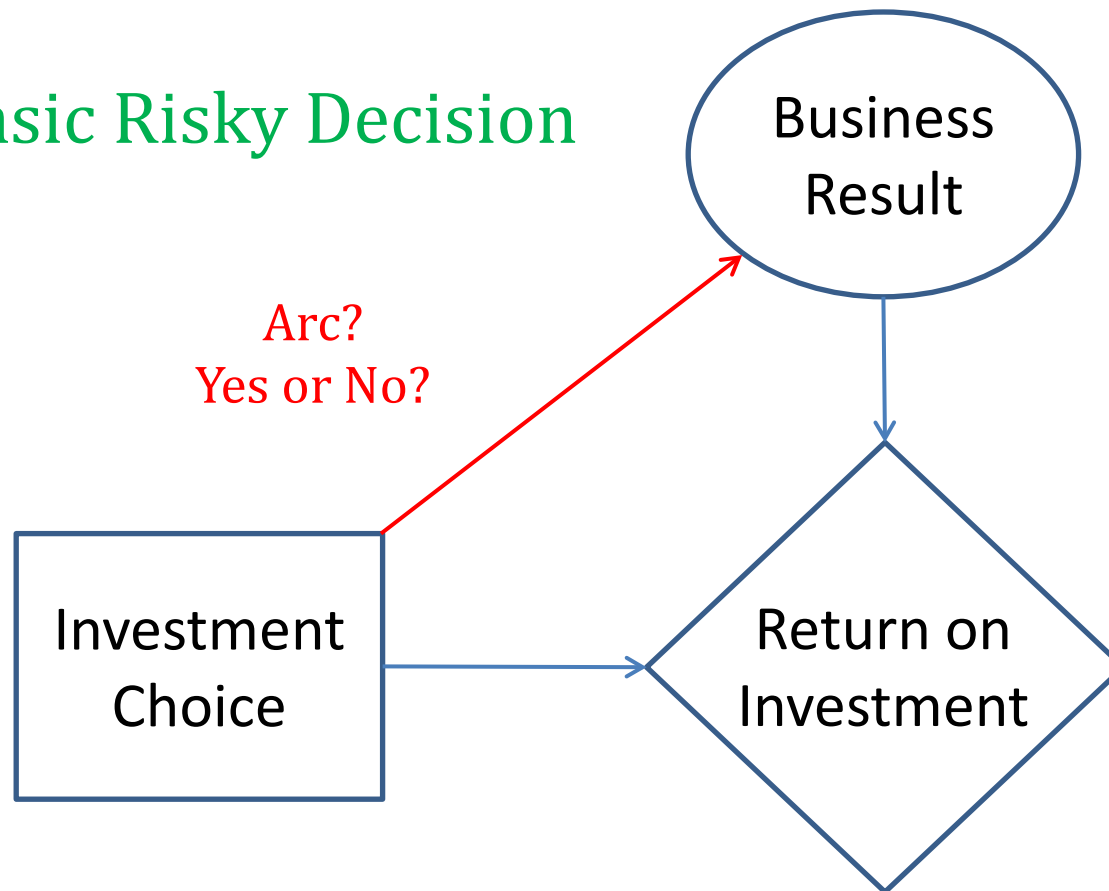 asic Risky Decision
Business
Result
Arc?
Yes or No?
Investment
Choice
Return on
Investment